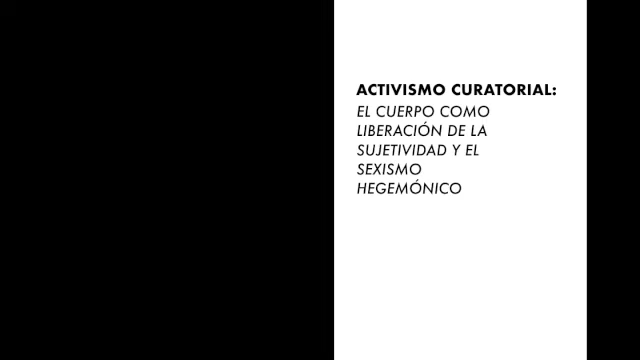 ACTIVISMO CURATORIAL:
EL CUERPO COMO
LIBERACIÓN DE LA
SUJETIVIDAD Y EL
SEXISMO
HEGEMÓNICO